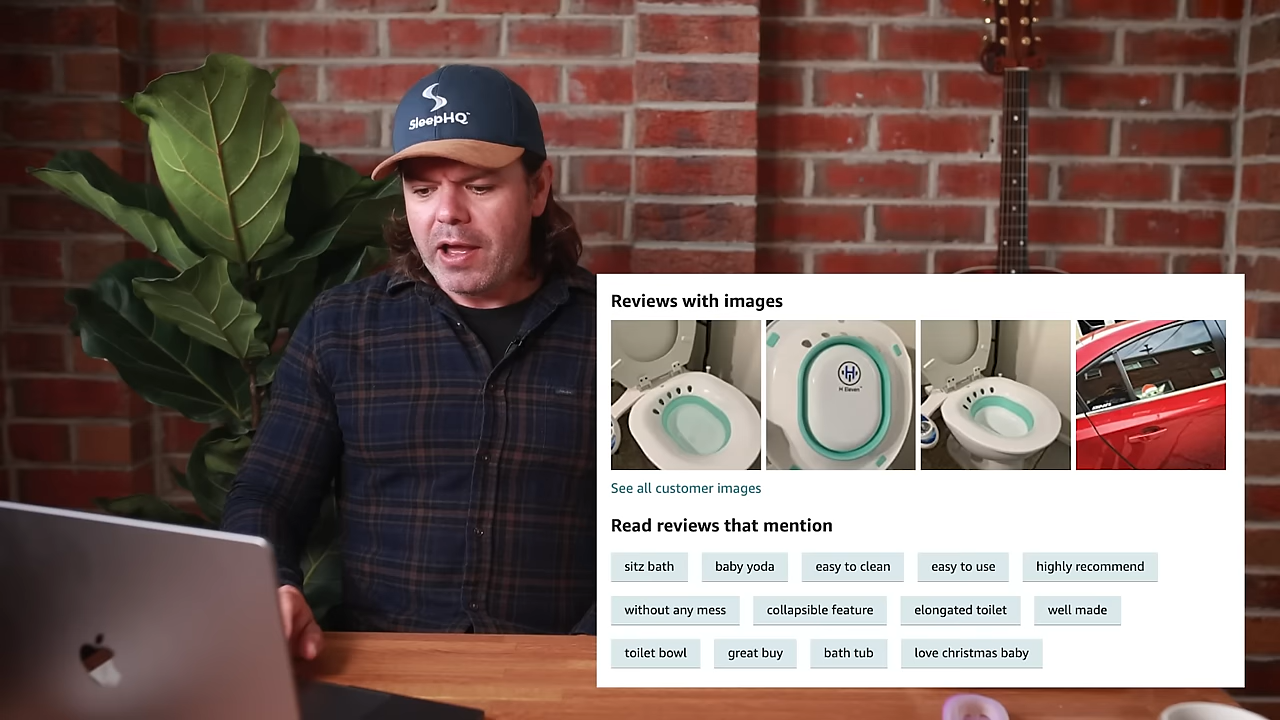 SleepHQ
Reviews with images
H Eleven
See all customer images
Read reviews that mention
sitz bath baby yoda easy to clean easy to use highly recommend
without any mess collapsible feature elongated toilet well made
toilet bowl great buy bath tub love christmas baby